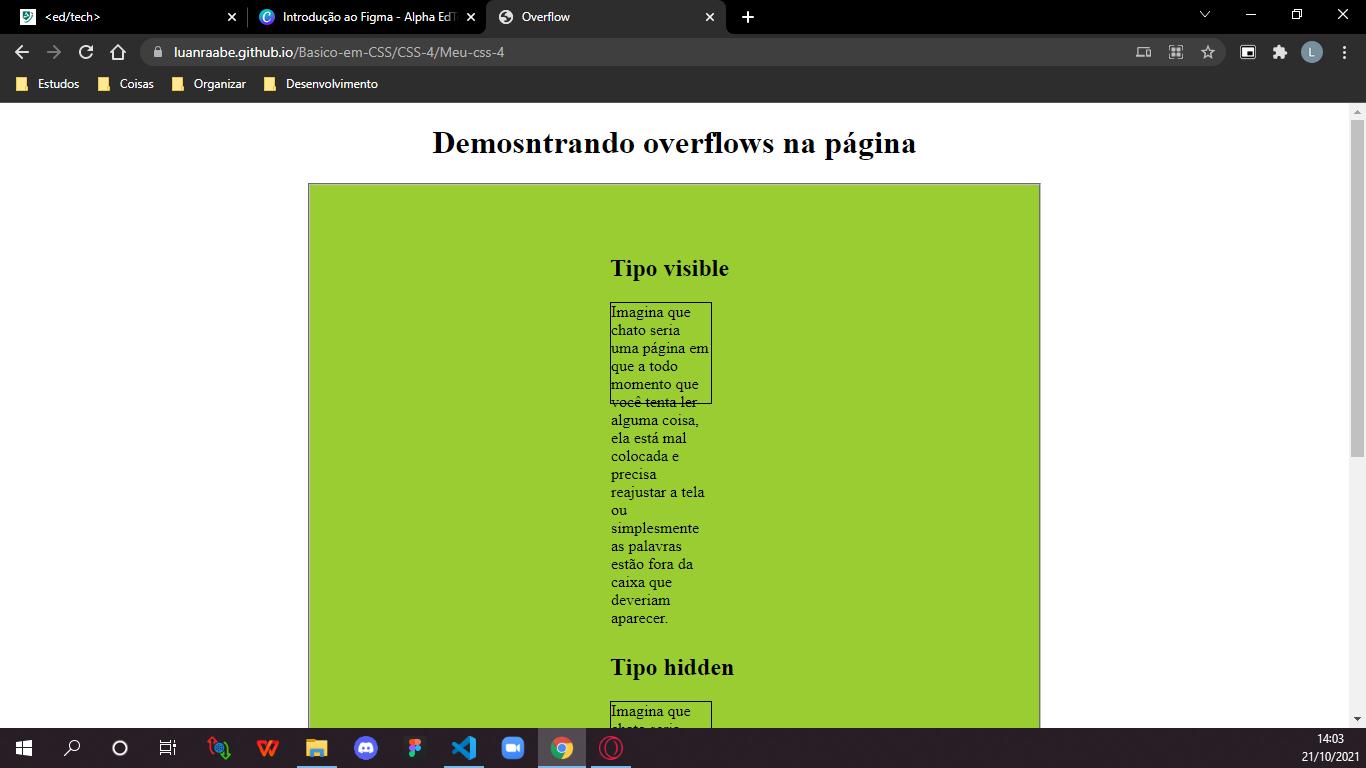 <ed/tech>
Introdução ao Figma - Alpha EdT
Overflow
luanraabe.github.io/Basico-em-CSS/CSS-4/Meu-css-4
L
Estudos
Coisas
Organizar
Desenvolvimento
Demosntrando overflows na página
Tipo visible
Imagina que
chato seria
uma página em
que a todo
momento que
você tenta ler
alguma coisa,
ela está mal
colocada e
precisa
reajustar a tela
ou
simplesmente
as palavras
estão fora da
caixa que
deveriam
aparecer.
Tipo hidden
Imagina que
chato seria
14:03
21/10/2021